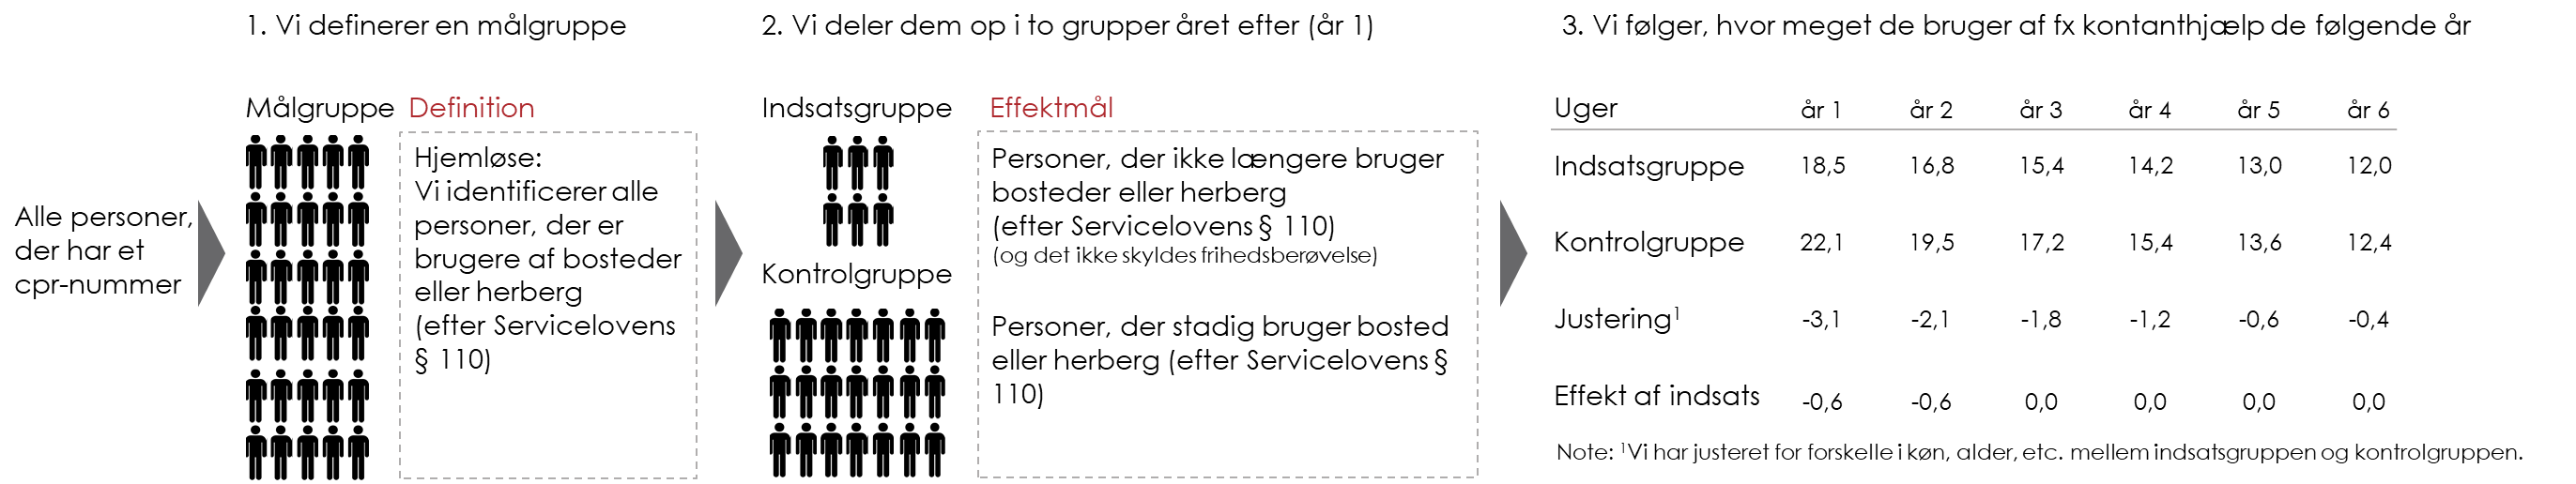 Alle personer,
der har et
cpr-nummer
1. Vi definerer en målgruppe
Målgruppe Definition
Hjemløse:
Vi identificerer alle
personer, der er
brugere af bosteder
eller herberg
(efter Servicelovens
§ 110)
2. Vi deler dem op i to grupper året efter (år 1)
Indsatsgruppe Effektmål
Personer, der ikke længere bruger
bosteder eller herberg
(efter Servicelovens § 110)
(og det ikke skyldes frihedsberøvelse)
Kontrolgruppe
Personer, der stadig bruger bosted
eller herberg (efter Servicelovens §
110)
3. Vi følger, hvor meget de bruger af fx kontanthjælp de følgende år
Uger år 1 år 2 år 3 år 4 år 5 år 6
Indsatsgruppe 18,5 16,8 15,4 14,2 13,0 12,0
Kontrolgruppe 22,1 19,5 17,2 15,4 13,6 12,4
Justering¹ -3,1 -2,1 -1,8 -1,2 -0,6 -0,4
Effekt af indsats -0,6 -0,6 0,0 0,0 0,0 0,0
Note: ¹Vi har justeret for forskelle i køn, alder, etc. mellem indsatsgruppen og kontrolgruppen.